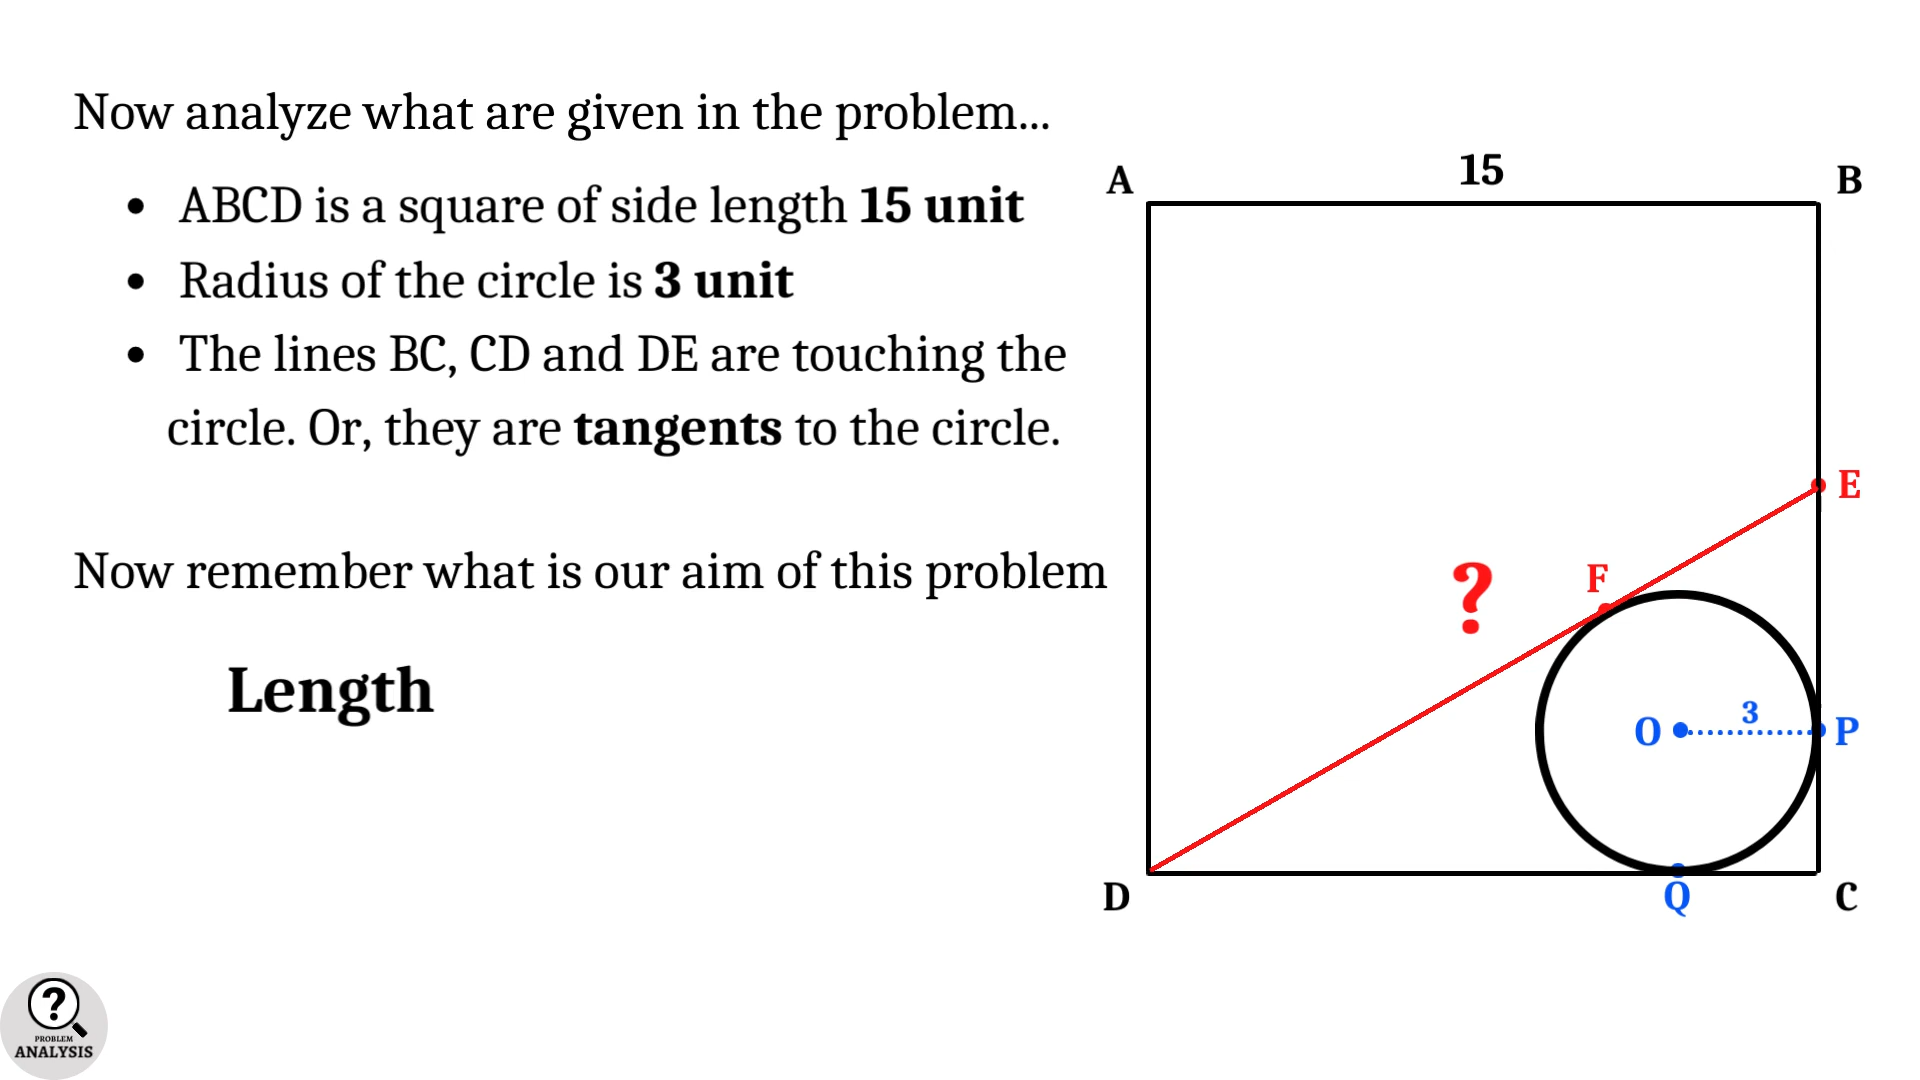 Now analyze what are given in the problem...
• ABCD is a square of side length 15 unit
• Radius of the circle is 3 unit
• The lines BC, CD and DE are touching the
circle. Or, they are tangents to the circle.
Now remember what is our aim of this problem
Length
15
A
B
E
?
F
3
O
P
D
Q
C
?
PROBLEM
ANALYSIS